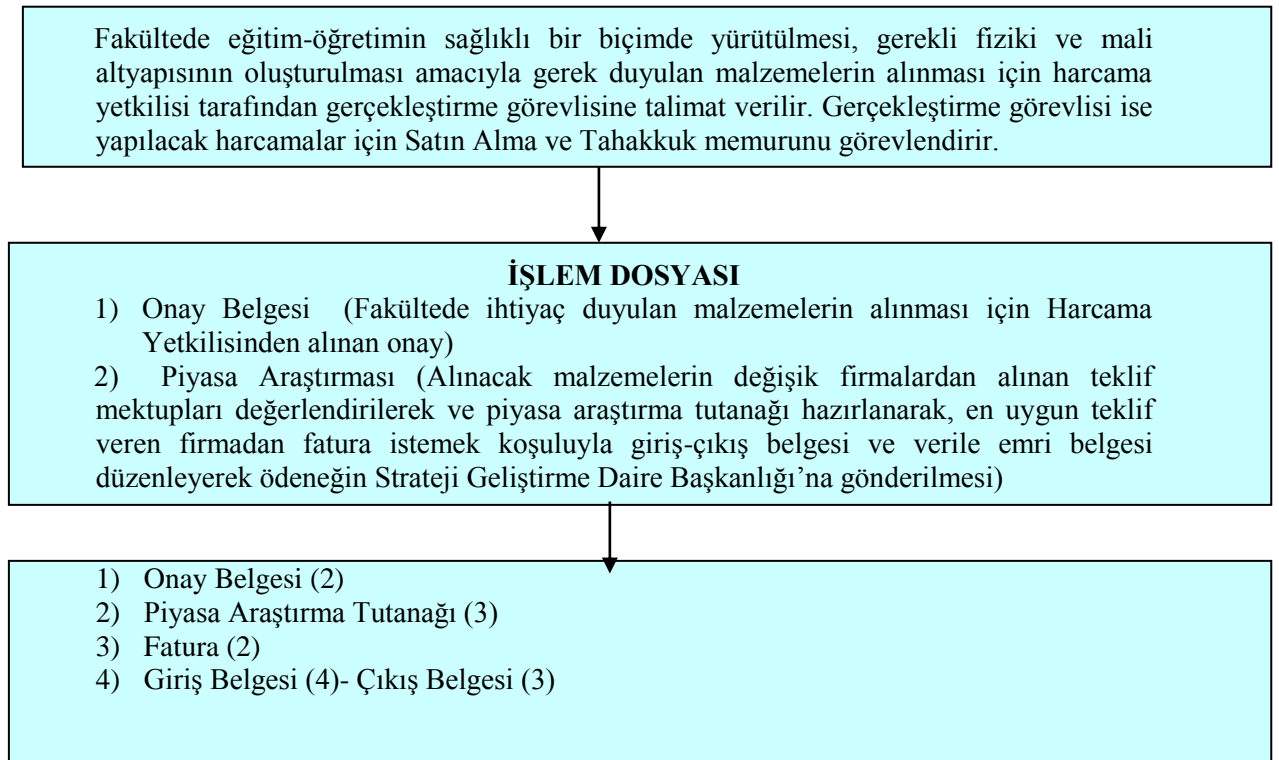 Fakültede eğitim-öğretimin sağlıklı bir biçimde yürütülmesi, gerekli fiziki ve mali
altyapısının oluşturulması amacıyla gerek duyulan malzemelerin alınması için harcama
yetkilisi tarafından gerçekleştirme görevlisine talimat verilir. Gerçekleştirme görevlisi ise
yapılacak harcamalar için Satın Alma ve Tahakkuk memurunu görevlendirir.
İŞLEM DOSYASI
1) Onay Belgesi (Fakültede ihtiyaç duyulan malzemelerin alınması için Harcama
Yetkilisinden alınan onay)
2) Piyasa Araştırması (Alınacak malzemelerin değişik firmalardan alınan teklif
mektupları değerlendirilerek ve piyasa araştırma tutanağı hazırlanarak, en uygun teklif
veren firmadan fatura istemek koşuluyla giriş-çıkış belgesi ve verile emri belgesi
düzenleyerek ödeneğin Strateji Geliştirme Daire Başkanlığı’na gönderilmesi)
1) Onay Belgesi (2)
2) Piyasa Araştırma Tutanağı (3)
3) Fatura (2)
4) Giriş Belgesi (4)- Çıkış Belgesi (3)